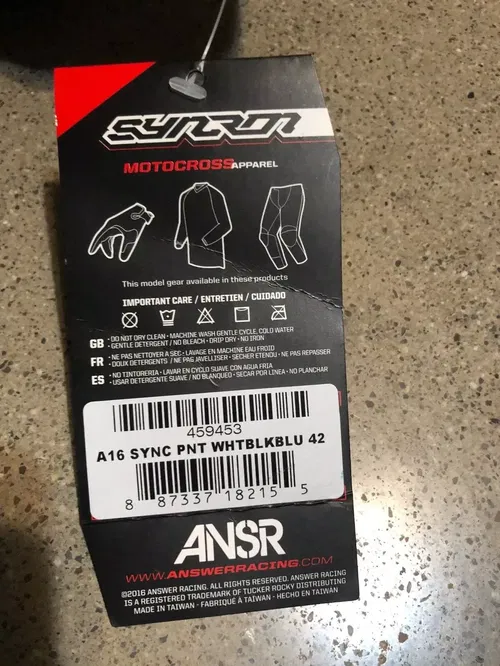 SYNCRON
MOTOCROSS APPAREL
This model gear available in these products
IMPORTANT CARE / ENTRETIEN / CUIDADO
GB · DO NOT DRY CLEAN · MACHINE WASH GENTLE CYCLE, COLD WATER
· GENTLE DETERGENT / NO BLEACH · DRIP DRY · NO IRON
FR · NE PAS NETTOYER A SEC · LAVAGE EN MACHINE EAU FROID
· DOUX DETERGENTS / NE PAS JAVELLISER · SECHER ETENDU · NE PAS REPASSER
ES · NO TINTORERIA · LAVAR EN CYCLO SUAVE CON AGUA FRIA
· USAR DETERGENTE SUAVE / NO BLANQUEO · SECAR POR LINEA · NO PLANCHAR
459453
A16 SYNC PNT WHTBLKBLU 42
8 87337 18215 5
ANSR
WWW.ANSWERRACING.COM
©2016 ANSWER RACING. ALL RIGHTS RESERVED. ANSWER RACING
IS A REGISTERED TRADEMARK OF TUCKER ROCKY DISTRIBUTING
MADE IN TAIWAN · FABRIQUÉ À TAIWAN · HECHO EN TAIWAN